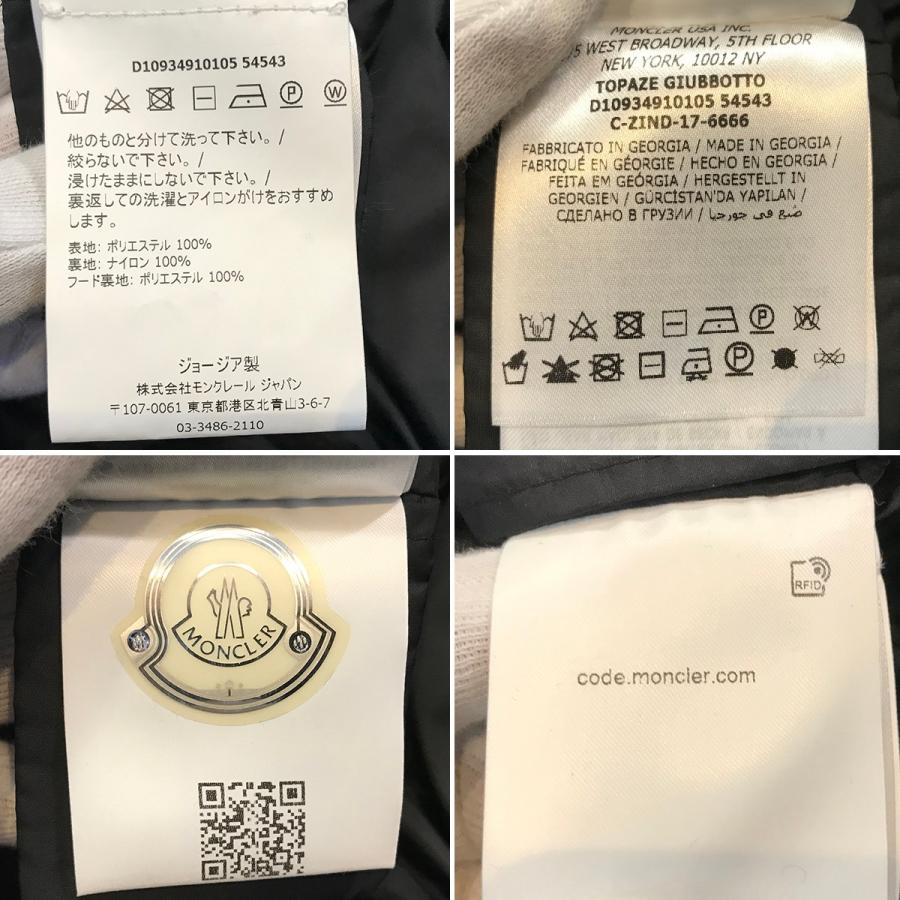 D10934910105 54543
他のものと分けて洗って下さい。/
絞らないで下さい。/
浸けたままにしないで下さい。/
裏返しての洗濯とアイロンがけをおすすめ
します。
表地: ポリエステル 100%
裏地: ナイロン 100%
フード裏地: ポリエステル 100%
ジョージア製
株式会社モンクレール ジャパン
〒107-0061 東京都港区北青山3-6-7
03-3486-2110
MONCLER USA INC.
WEST BROADWAY, 5TH FLOOR
NEW YORK, 10012 NY
TOPAZE GIUBBOTTO
D10934910105 54543
C-ZIND-17-6666
FABBRICATO IN GEORGIA / MADE IN GEORGIA /
FABRIQUÉ EN GÉORGIE / HECHO EN GEORGIA /
FEITA EM GEÓRGIA / HERGESTELLT IN
GEORGIEN / GÜRCİSTAN'DA YAPILAN /
СДЕЛАНО В ГРУЗИИ / صُنع في جورجيا
MONCLER
RFID
code.moncler.com